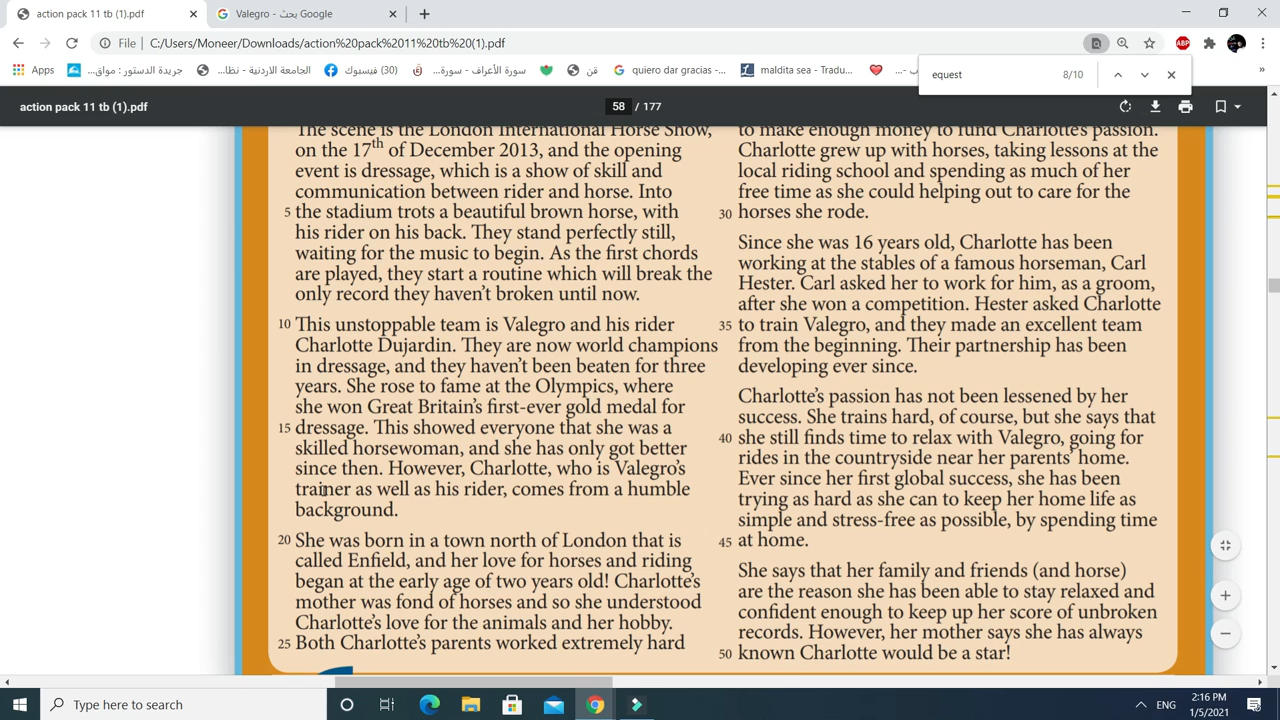 action pack 11 tb (1).pdf
Valegro - بحث Google
File
C:/Users/Moneer/Downloads/action%20pack%2011%20tb%20(1).pdf
Apps
جريدة الدستور : مواق...
الجامعة الاردنية - نظا...
(30) فيسبوك
سورة الأعراف - سورة...
قن
quiero dar gracias -...
maldita sea - Tradu...
equest
8/10
action pack 11 tb (1).pdf
58 / 177
The scene is the London International Horse Show,
on the 17th of December 2013, and the opening
event is dressage, which is a show of skill and
communication between rider and horse. Into
5 the stadium trots a beautiful brown horse, with
his rider on his back. They stand perfectly still,
waiting for the music to begin. As the first chords
are played, they start a routine which will break the
only record they haven't broken until now.
10 This unstoppable team is Valegro and his rider
Charlotte Dujardin. They are now world champions
in dressage, and they haven't been beaten for three
years. She rose to fame at the Olympics, where
she won Great Britain's first-ever gold medal for
15 dressage. This showed everyone that she was a
skilled horsewoman, and she has only got better
since then. However, Charlotte, who is Valegro's
trainer as well as his rider, comes from a humble
background.
20 She was born in a town north of London that is
called Enfield, and her love for horses and riding
began at the early age of two years old! Charlotte's
mother was fond of horses and so she understood
Charlotte's love for the animals and her hobby.
25 Both Charlotte's parents worked extremely hard
to make enough money to fund Charlotte's passion.
Charlotte grew up with horses, taking lessons at the
local riding school and spending as much of her
free time as she could helping out to care for the
30 horses she rode.
Since she was 16 years old, Charlotte has been
working at the stables of a famous horseman, Carl
Hester. Carl asked her to work for him, as a groom,
after she won a competition. Hester asked Charlotte
35 to train Valegro, and they made an excellent team
from the beginning. Their partnership has been
developing ever since.
Charlotte's passion has not been lessened by her
success. She trains hard, of course, but she says that
40 she still finds time to relax with Valegro, going for
rides in the countryside near her parents' home.
Ever since her first global success, she has been
trying as hard as she can to keep her home life as
simple and stress-free as possible, by spending time
45 at home.
She says that her family and friends (and horse)
are the reason she has been able to stay relaxed and
confident enough to keep up her score of unbroken
records. However, her mother says she has always
50 known Charlotte would be a star!
Type here to search
ENG
2:16 PM
1/5/2021